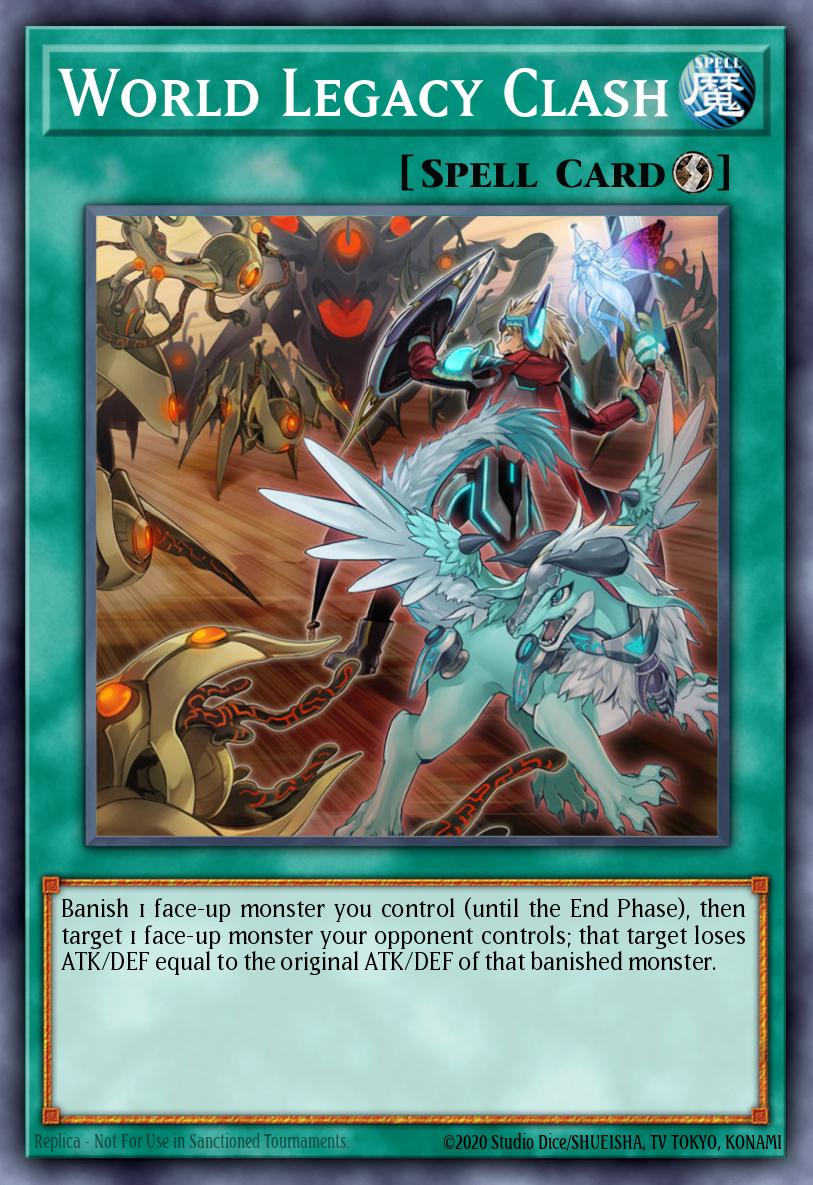 World Legacy Clash
SPELL
魔
[Spell Card]
Banish 1 face-up monster you control (until the End Phase), then
target 1 face-up monster your opponent controls; that target loses
ATK/DEF equal to the original ATK/DEF of that banished monster.
Replica - Not For Use in Sanctioned Tournaments.
©2020 Studio Dice/SHUEISHA, TV TOKYO, KONAMI